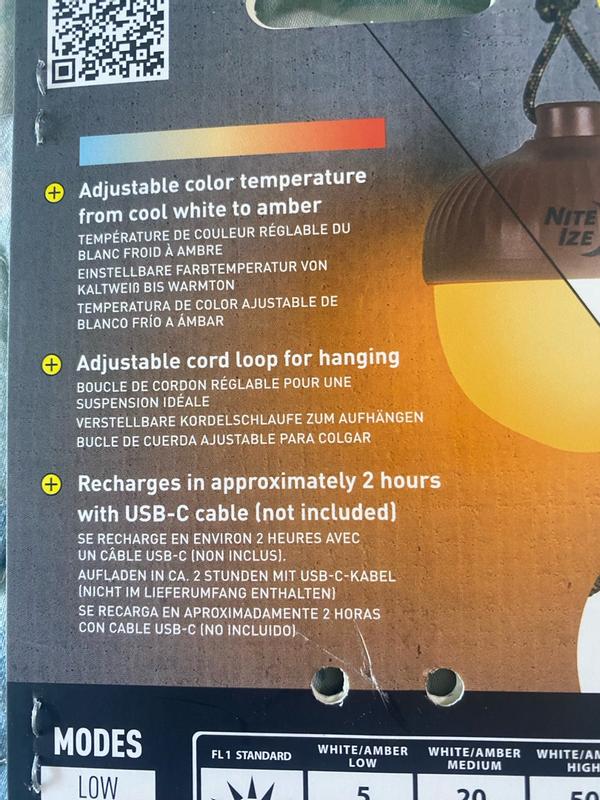 Adjustable color temperature
from cool white to amber
TEMPÉRATURE DE COULEUR RÉGLABLE DU
BLANC FROID À AMBRE
EINSTELLBARE FARBTEMPERATUR VON
KALTWEIß BIS WARMTON
TEMPERATURA DE COLOR AJUSTABLE DE
BLANCO FRÍO A ÁMBAR
NITE
IZE
Adjustable cord loop for hanging
BOUCLE DE CORDON RÉGLABLE POUR UNE
SUSPENSION IDÉALE
VERSTELLBARE KORDELSCHLAUFE ZUM AUFHÄNGEN
BUCLE DE CUERDA AJUSTABLE PARA COLGAR
Recharges in approximately 2 hours
with USB-C cable (not included)
SE RECHARGE EN ENVIRON 2 HEURES AVEC
UN CÂBLE USB-C (NON INCLUS).
AUFLADEN IN CA. 2 STUNDEN MIT USB-C-KABEL
(NICHT IM LIEFERUMFANG ENTHALTEN)
SE RECARGA EN APROXIMADAMENTE 2 HORAS
CON CABLE USB-C (NO INCLUIDO)
MODES
LOW
FL1 STANDARD
WHITE/AMBER
LOW
WHITE/AMBER
MEDIUM
WHITE/AM
HIGH
5
20